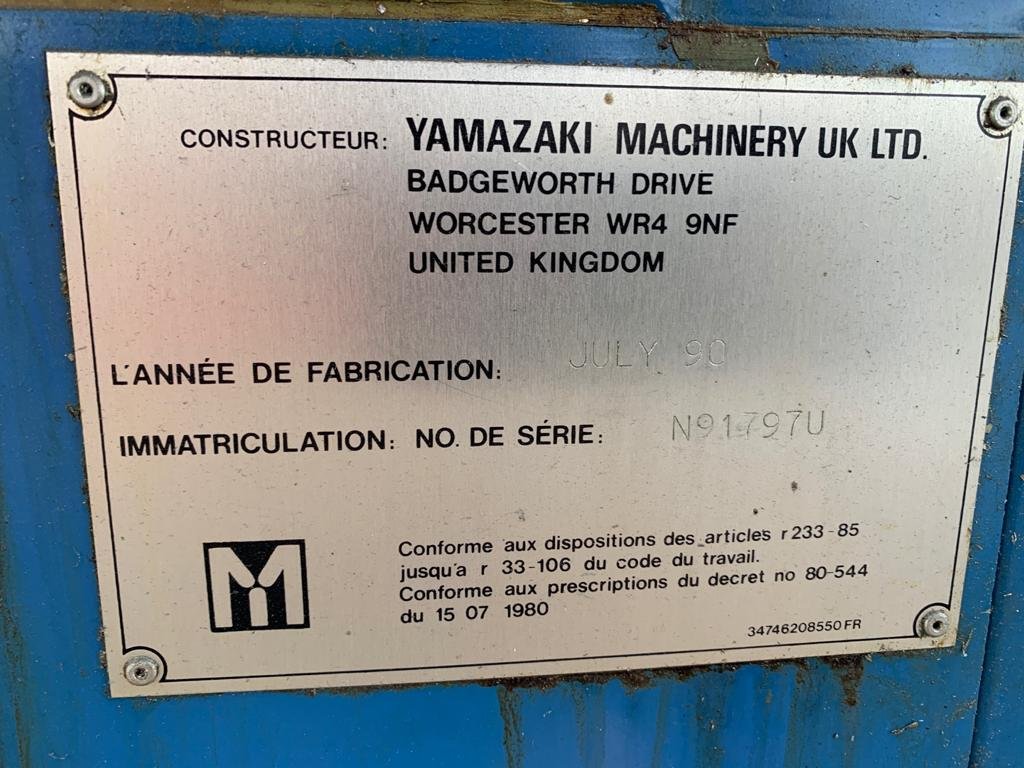 CONSTRUCTEUR: YAMAZAKI MACHINERY UK LTD.
BADGEWORTH DRIVE
WORCESTER WR4 9NF
UNITED KINGDOM
L'ANNÉE DE FABRICATION: JULY 90
IMMATRICULATION: NO. DE SÉRIE: N91797U
M
Conforme aux dispositions des articles r 233-85
jusqu'a r 33-106 du code du travail.
Conforme aux prescriptions du decret no 80-544
du 15 07 1980
34746208550 FR